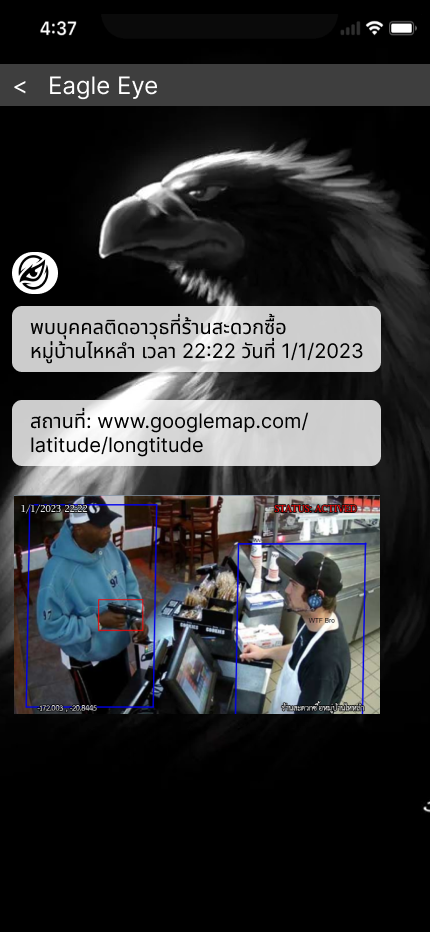 4:37
< Eagle Eye
พบบุคคลติดอาวุธที่ร้านสะดวกซื้อ
หมู่บ้านไหหลำ เวลา 22:22 วันที่ 1/1/2023
สถานที่: www.googlemap.com/
latitude/longtitude
1/1/2023 22:22
STATUS: ACTIVED
WTF Bro
-172.003 , -20.8445
ร้านสะดวกซื้อหมู่บ้านไหหลำ